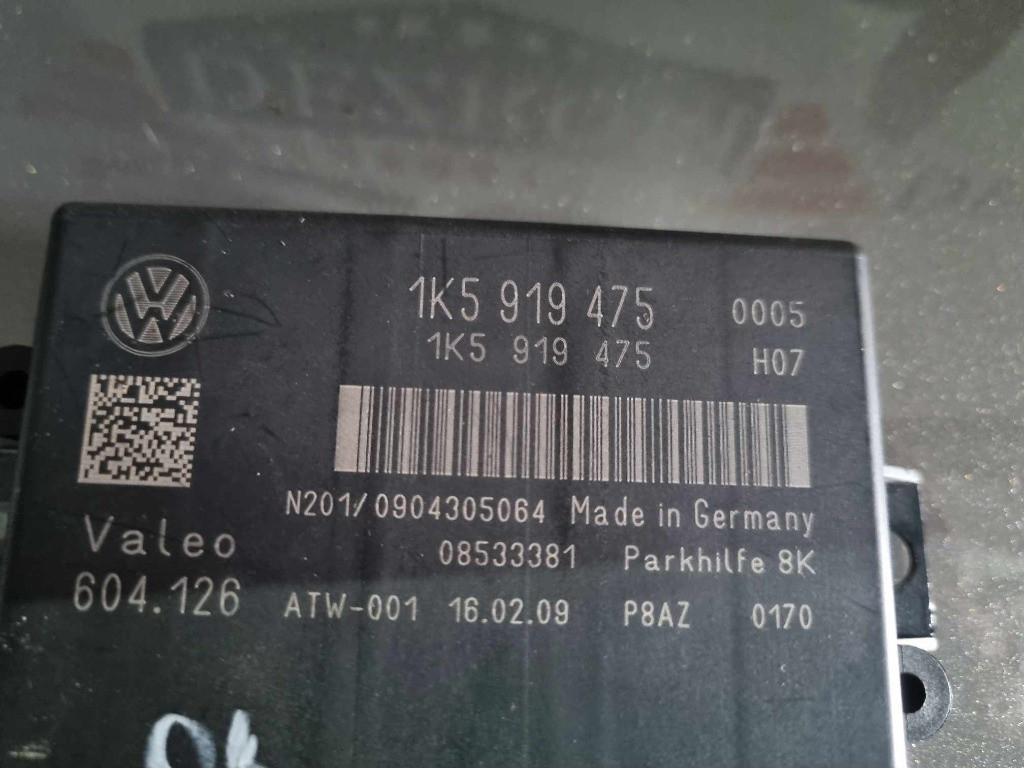 1K5 919 475 0005
1K5 919 475 H07
N201/0904305064 Made in Germany
Valeo 08533381 Parkhilfe 8K
604.126 ATW-001 16.02.09 P8AZ 0170